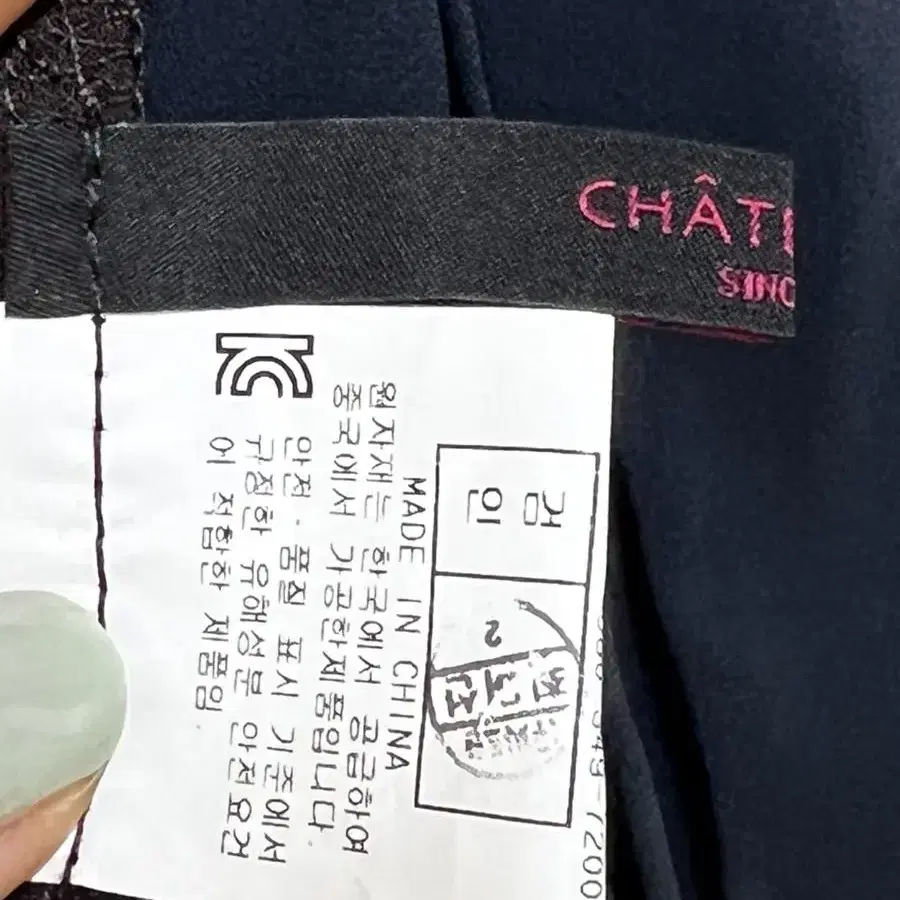 CHÂT
SINC
검
인
2
MADE IN CHINA
원자재는 한국에서 공급하여
중국에서 가공한제품입니다.
안전·품질 표시 기준에서
규정한 유해성분 안전요건
에 적합한 제품임.
-7200